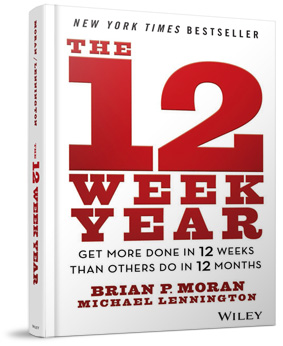 NEW YORK TIMES BESTSELLER
THE
12
WEEK
YEAR
GET MORE DONE IN 12 WEEKS
THAN OTHERS DO IN 12 MONTHS
BRIAN P. MORAN
MICHAEL LENNINGTON
WILEY
MORAN / LENNINGTON
THE 12 WEEK YEAR
WILEY